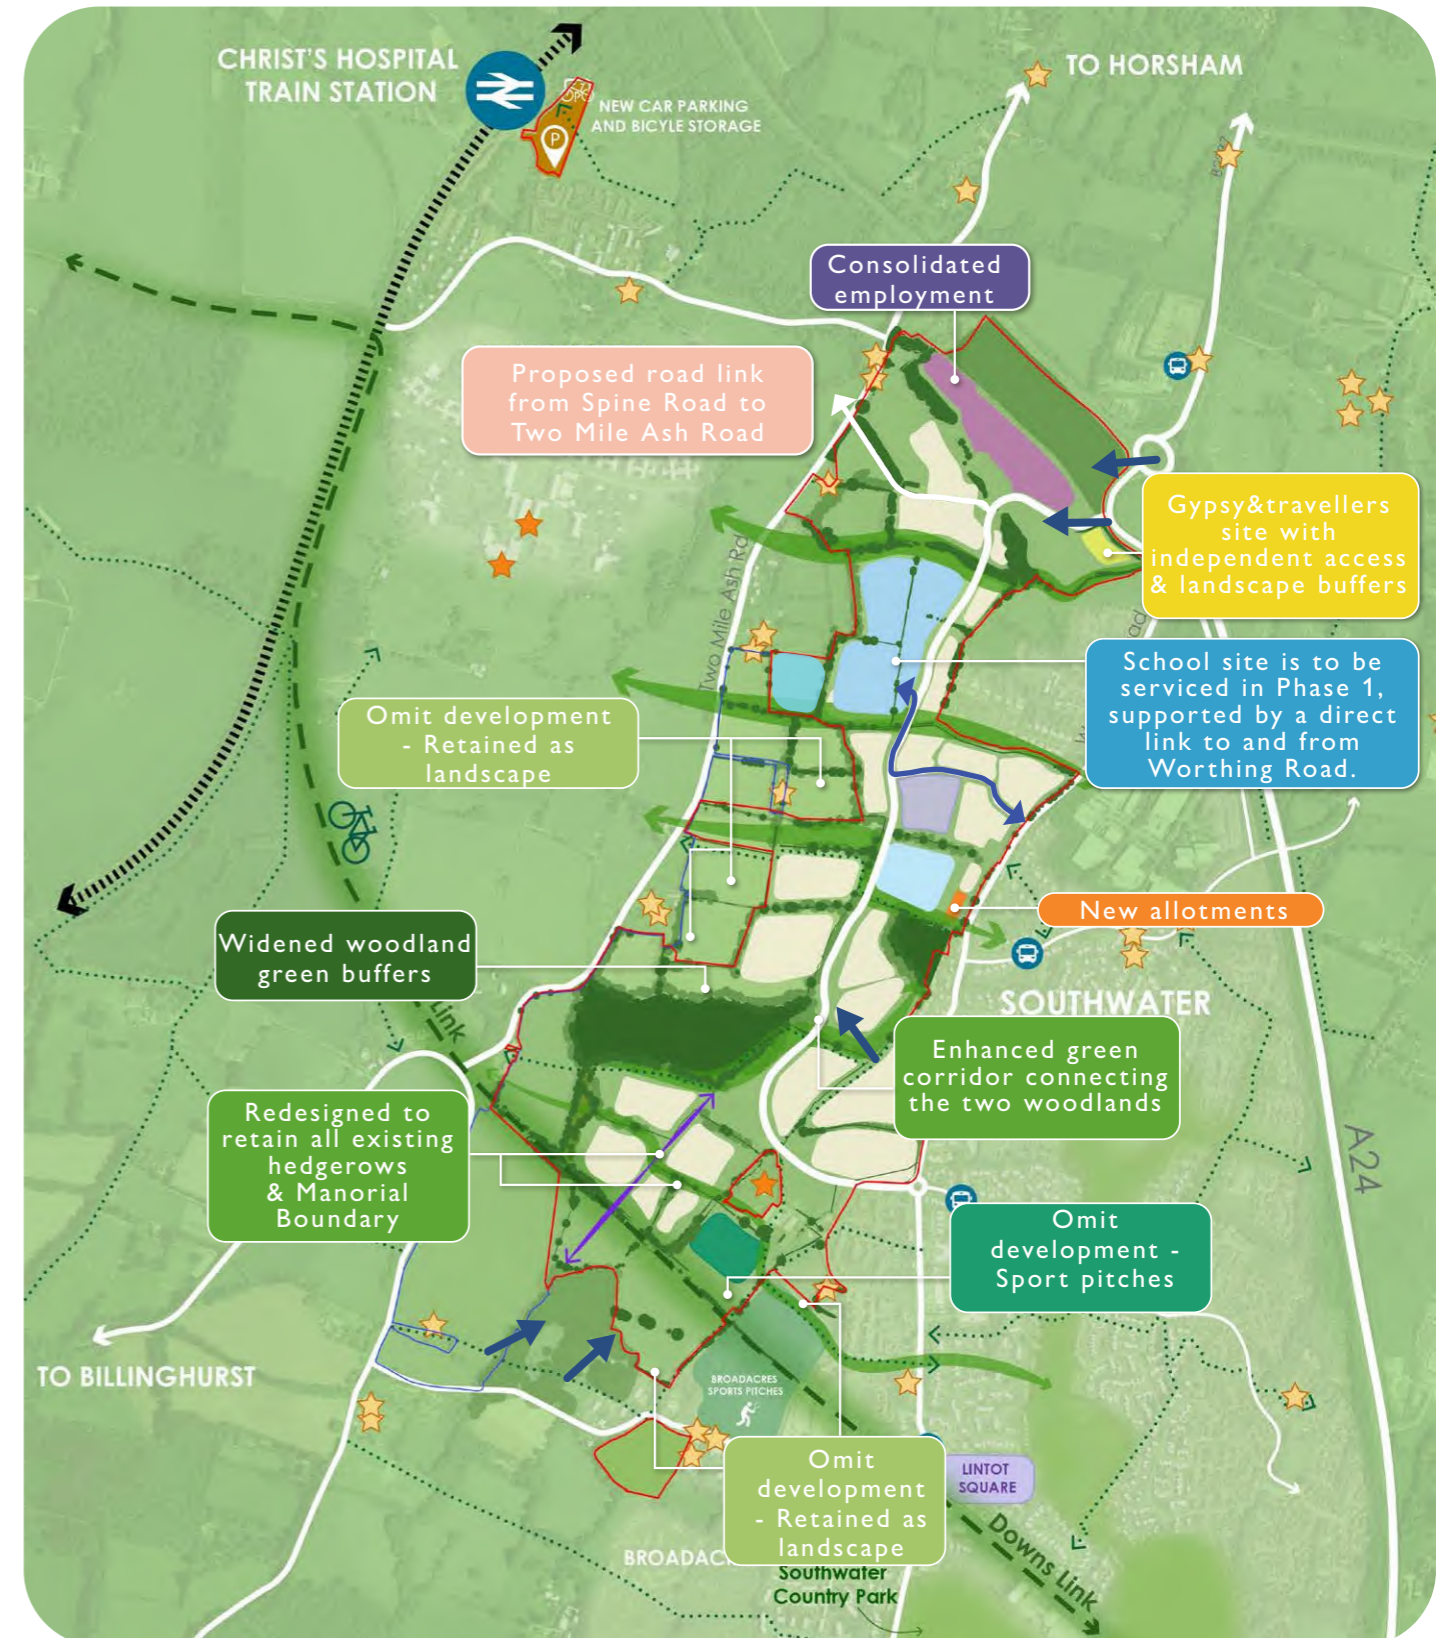 CHRIST'S HOSPITAL
TRAIN STATION
NEW CAR PARKING
AND BICYLE STORAGE
P
TO HORSHAM
Consolidated
employment
Proposed road link
from Spine Road to
Two Mile Ash Road
Gypsy&travellers
site with
independent access
& landscape buffers
Two Mile Ash Rd
School site is to be
serviced in Phase 1,
supported by a direct
link to and from
Worthing Road.
Omit development
- Retained as
landscape
New allotments
Widened woodland
green buffers
SOUTHWATER
Link
Enhanced green
corridor connecting
the two woodlands
Redesigned to
retain all existing
hedgerows
& Manorial
Boundary
A24
Omit
development -
Sport pitches
TO BILLINGHURST
BROADACRES
SPORTS PITCHES
Omit
development
- Retained as
landscape
LINTOT
SQUARE
Downs Link
Southwater
Country Park